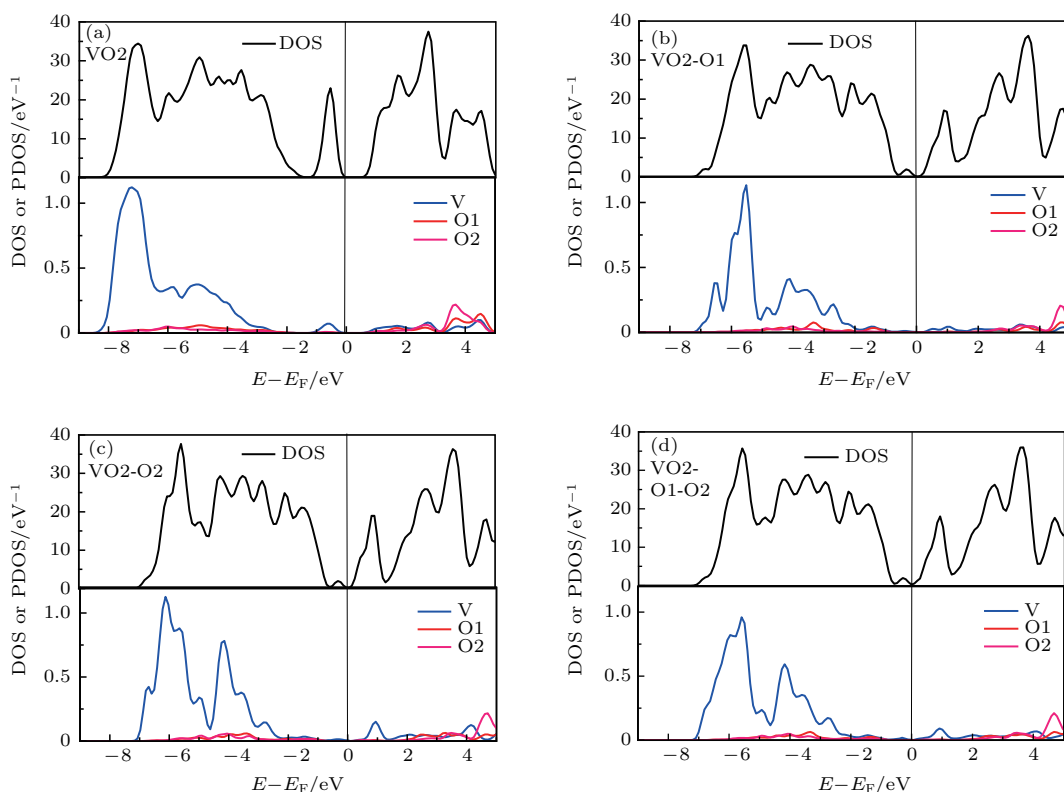 (a)
VO2
DOS
40
30
20
10
0
DOS or PDOS/eV⁻¹
V
O1
O2
1.0
0.5
0
−8 −6 −4 −2 0 2 4
E−E_F/eV
(b)
VO2-O1
DOS
40
30
20
10
0
DOS or PDOS/eV⁻¹
V
O1
O2
1.0
0.5
0
−8 −6 −4 −2 0 2 4
E−E_F/eV
(c)
VO2-O2
DOS
40
30
20
10
0
DOS or PDOS/eV⁻¹
V
O1
O2
1.0
0.5
0
−8 −6 −4 −2 0 2 4
E−E_F/eV
(d)
VO2-
O1-O2
DOS
40
30
20
10
0
DOS or PDOS/eV⁻¹
V
O1
O2
1.0
0.5
0
−8 −6 −4 −2 0 2 4
E−E_F/eV